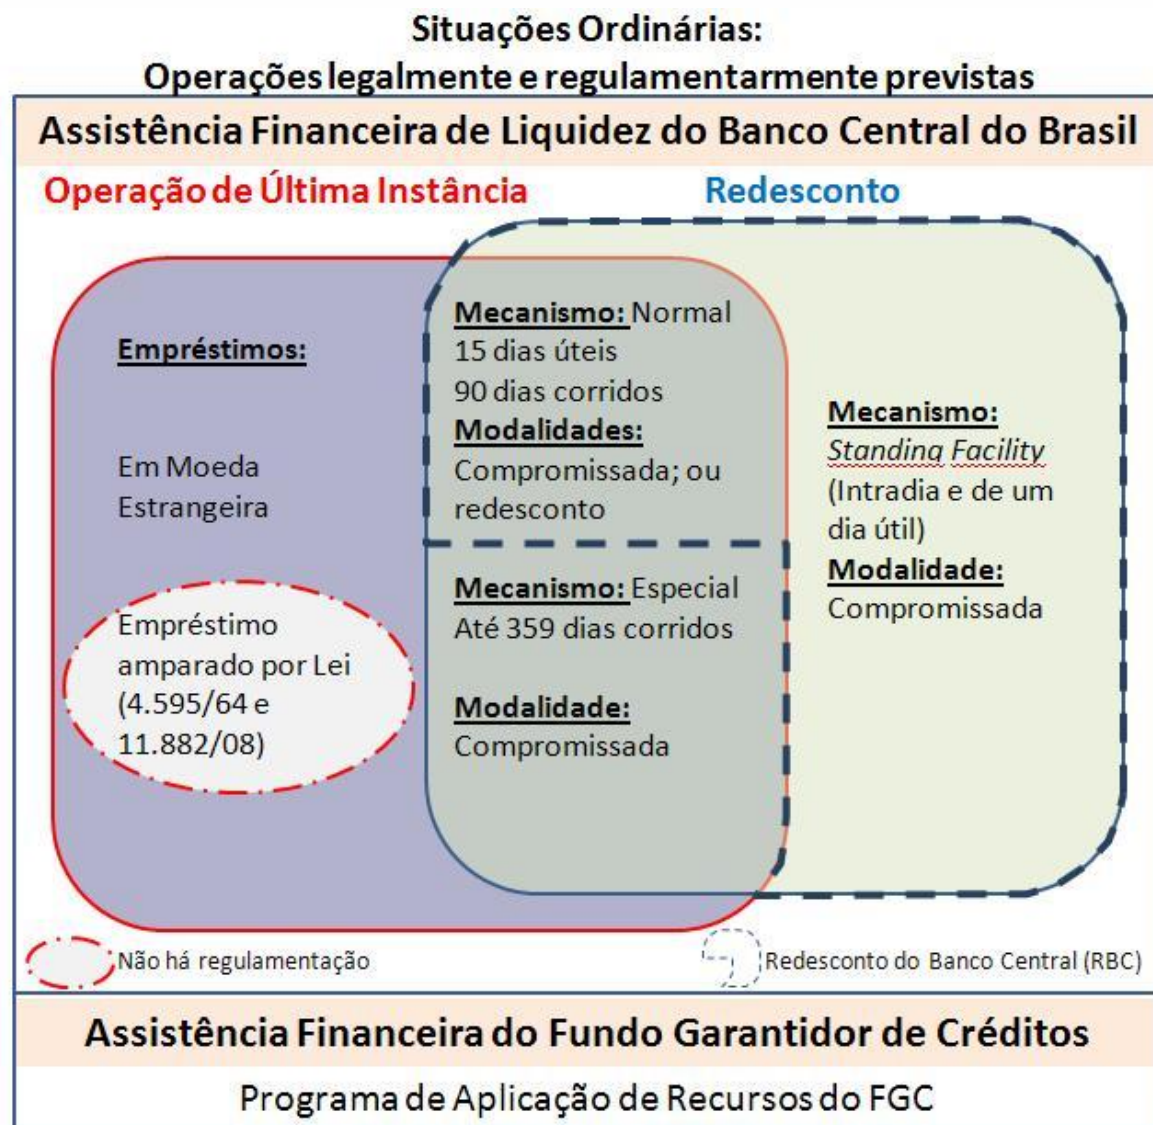 Situações Ordinárias:
Operações legalmente e regulamentarmente previstas
Assistência Financeira de Liquidez do Banco Central do Brasil
Operação de Última Instância
Redesconto
Empréstimos:
Em Moeda
Estrangeira
Empréstimo
amparado por Lei
(4.595/64 e
11.882/08)
Mecanismo: Normal
15 dias úteis
90 dias corridos
Modalidades:
Compromissada; ou
redesconto
Mecanismo: Especial
Até 359 dias corridos
Modalidade:
Compromissada
Mecanismo:
Standing Facility
(Intradia e de um
dia útil)
Modalidade:
Compromissada
Não há regulamentação
Redesconto do Banco Central (RBC)
Assistência Financeira do Fundo Garantidor de Créditos
Programa de Aplicação de Recursos do FGC